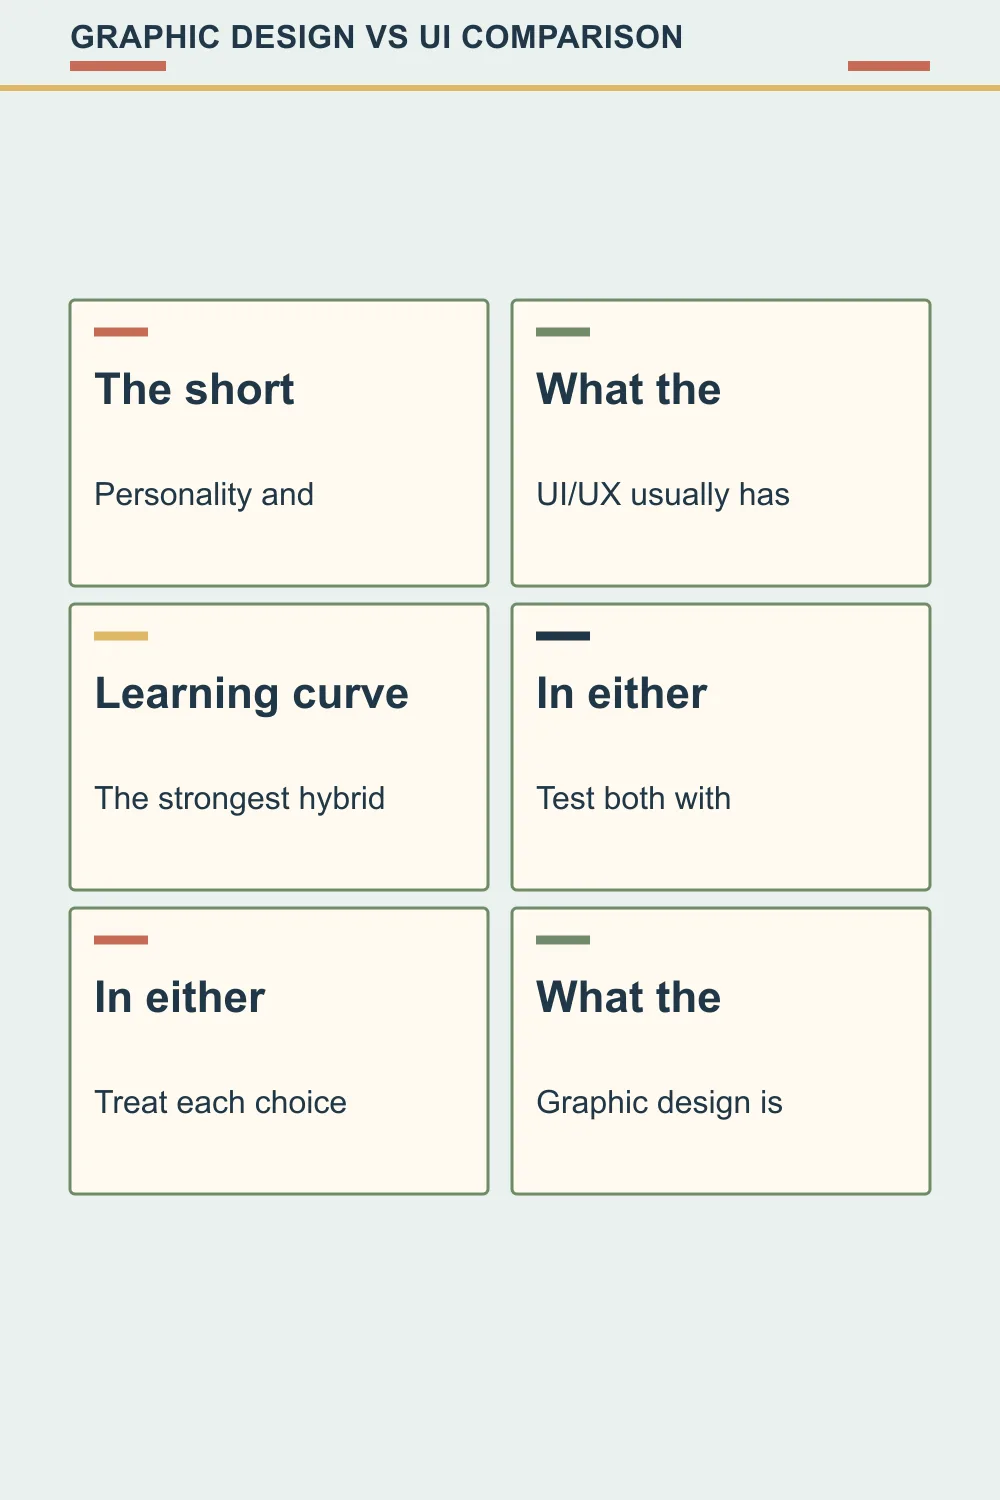 GRAPHIC DESIGN VS UI COMPARISON
The short
Personality and
What the
UI/UX usually has
Learning curve
The strongest hybrid
In either
Test both with
In either
Treat each choice
What the
Graphic design is